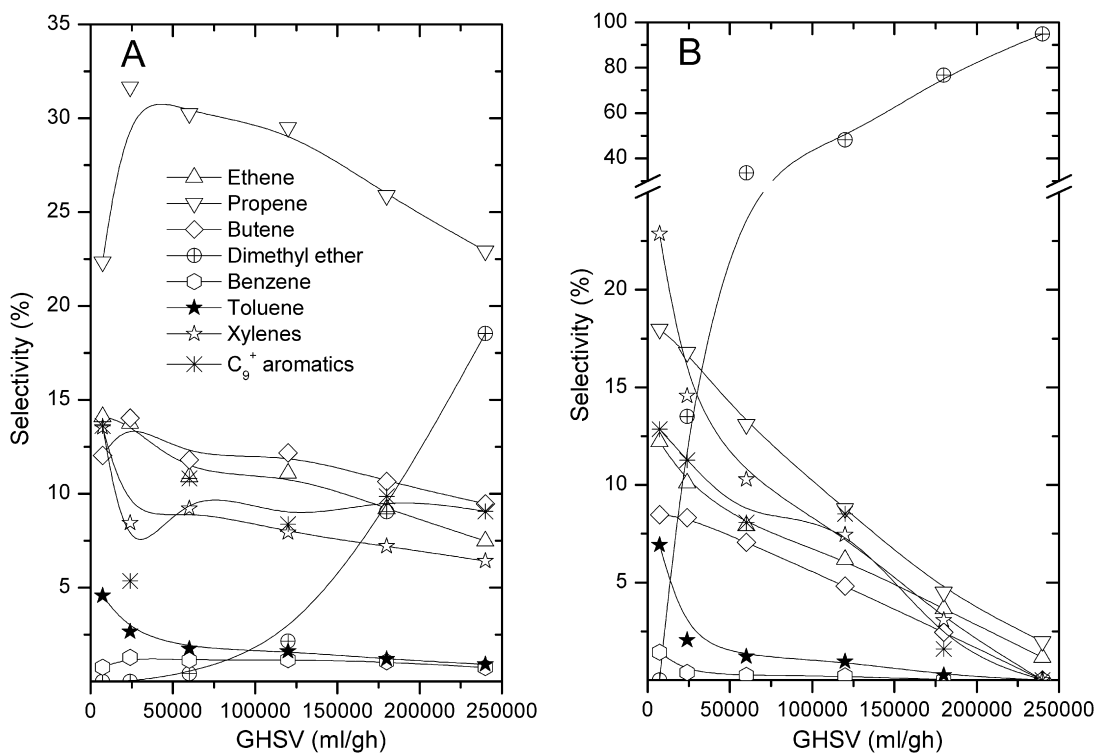 A
35
30
25
20
15
10
5
Selectivity (%)
Ethene
Propene
Butene
Dimethyl ether
Benzene
Toluene
Xylenes
C9+ aromatics
0 50000 100000 150000 200000 250000
GHSV (ml/gh)
B
100
80
60
40
20
15
10
5
Selectivity (%)
0 50000 100000 150000 200000 250000
GHSV (ml/gh)